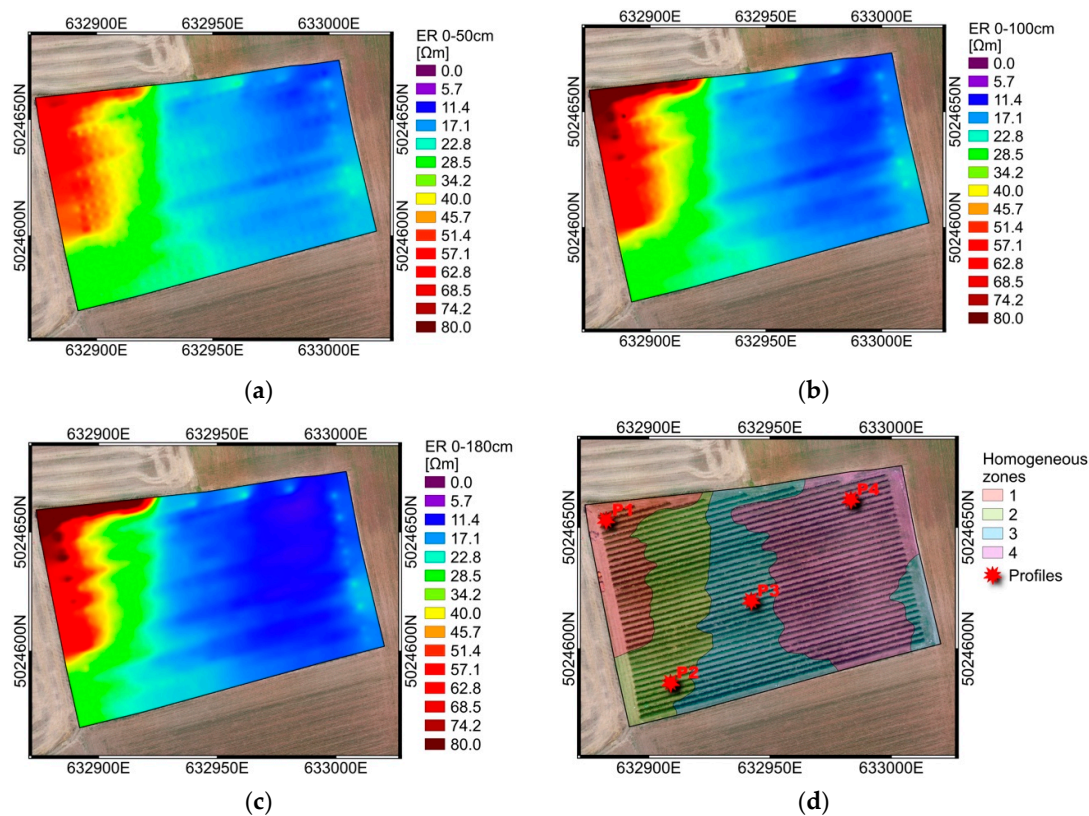 632900E 632950E 633000E
ER 0-50cm
[Ωm]
0.0
5.7
11.4
17.1
22.8
28.5
34.2
40.0
45.7
51.4
57.1
62.8
68.5
74.2
80.0
5024650N
5024600N
5024650N
5024600N
632900E 632950E 633000E
(a)
632900E 632950E 633000E
ER 0-100cm
[Ωm]
0.0
5.7
11.4
17.1
22.8
28.5
34.2
40.0
45.7
51.4
57.1
62.8
68.5
74.2
80.0
5024650N
5024600N
5024650N
5024600N
632900E 632950E 633000E
(b)
632900E 632950E 633000E
ER 0-180cm
[Ωm]
0.0
5.7
11.4
17.1
22.8
28.5
34.2
40.0
45.7
51.4
57.1
62.8
68.5
74.2
80.0
5024650N
5024600N
5024650N
5024600N
632900E 632950E 633000E
(c)
632900E 632950E 633000E
Homogeneous
zones
1
2
3
4
Profiles
P1
P4
P3
P2
5024650N
5024600N
5024650N
5024600N
632900E 632950E 633000E
(d)